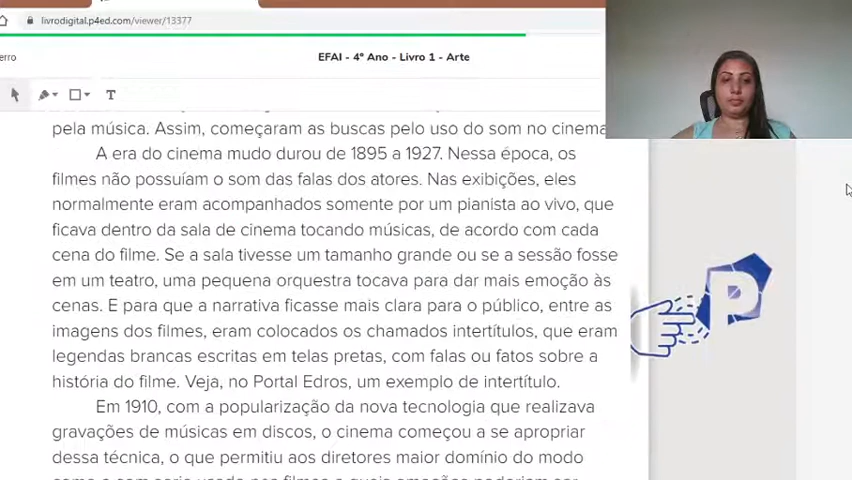 livrodigital.p4ed.com/viewer/13377
erro
EFAI - 4º Ano - Livro 1 - Arte
T
pela música. Assim, começaram as buscas pelo uso do som no cinema
A era do cinema mudo durou de 1895 a 1927. Nessa época, os
filmes não possuíam o som das falas dos atores. Nas exibições, eles
normalmente eram acompanhados somente por um pianista ao vivo, que
ficava dentro da sala de cinema tocando músicas, de acordo com cada
cena do filme. Se a sala tivesse um tamanho grande ou se a sessão fosse
em um teatro, uma pequena orquestra tocava para dar mais emoção às
cenas. E para que a narrativa ficasse mais clara para o público, entre as
imagens dos filmes, eram colocados os chamados intertítulos, que eram
legendas brancas escritas em telas pretas, com falas ou fatos sobre a
história do filme. Veja, no Portal Edros, um exemplo de intertítulo.
P
Em 1910, com a popularização da nova tecnologia que realizava
gravações de músicas em discos, o cinema começou a se apropriar
dessa técnica, o que permitiu aos diretores maior domínio do modo